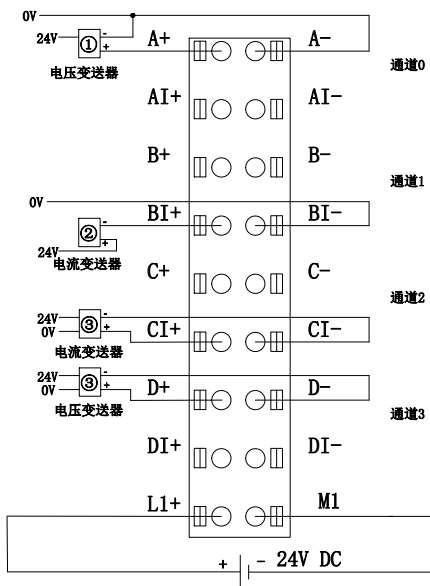 0V
24V ① - + A+ A- 通道0
电压变送器
AI+ AI-
B+ B- 通道1
0V
BI+ BI-
② - +
24V
电流变送器
C+ C- 通道2
24V
0V ③ - + CI+ CI-
电流变送器
24V
0V ③ - + D+ D- 通道3
电压变送器
DI+ DI-
L1+ M1
+ - 24V DC